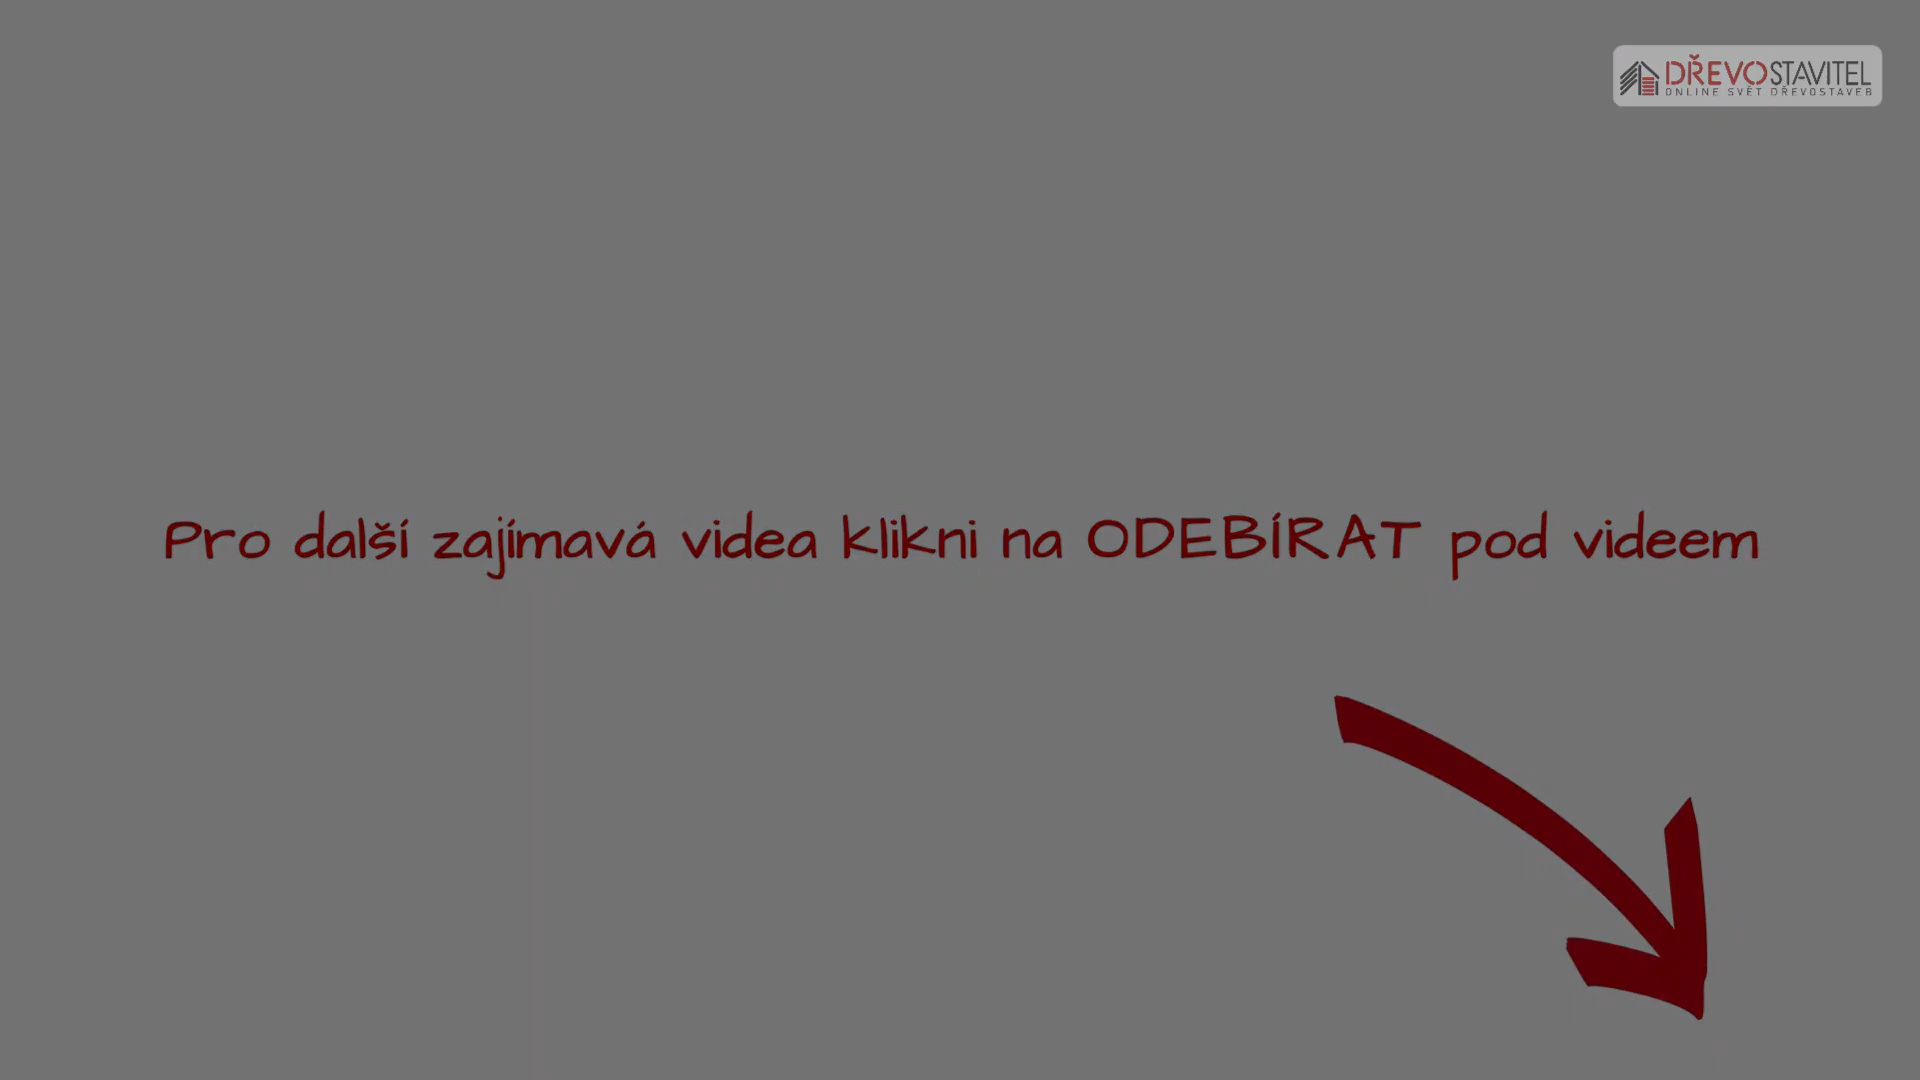 DŘEVOSTAVITEL
ONLINE SVĚT DŘEVOSTAVEB
Pro další zajímavá videa klikni na ODEBÍRAT pod videem